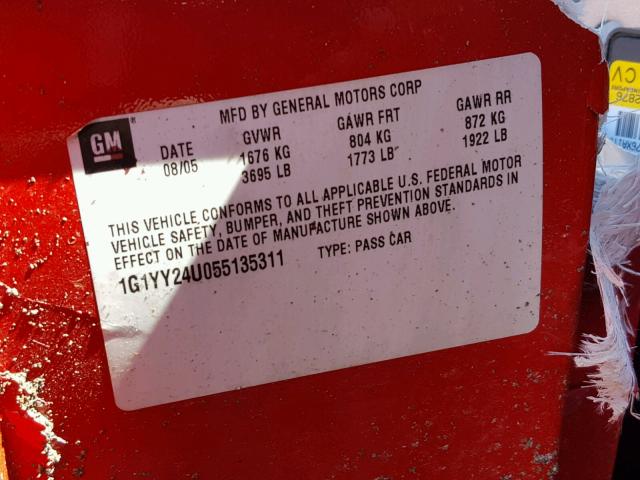 MFD BY GENERAL MOTORS CORP
GM
DATE GVWR GAWR FRT GAWR RR
08/05 1676 KG 804 KG 872 KG
3695 LB 1773 LB 1922 LB
THIS VEHICLE CONFORMS TO ALL APPLICABLE U.S. FEDERAL MOTOR
VEHICLE SAFETY, BUMPER, AND THEFT PREVENTION STANDARDS IN
EFFECT ON THE DATE OF MANUFACTURE SHOWN ABOVE.
1G1YY24U055135311 TYPE: PASS CAR
CV